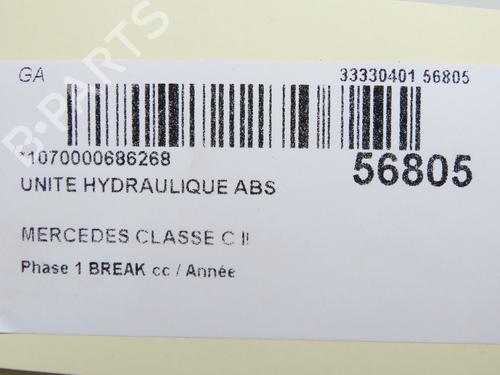 GA
33330401 56805
*1070000686268
56805
UNITE HYDRAULIQUE ABS
MERCEDES CLASSE C II
Phase 1 BREAK cc / Année
B-PARTS